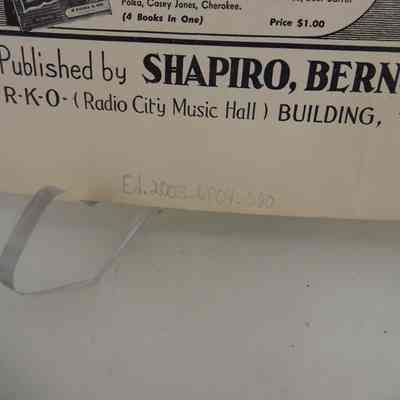 Polka, Casey Jones, Cherokee.
(4 Books In One)
Price $1.00
Published by SHAPIRO, BERN
R-K-O- (Radio City Music Hall) BUILDING,